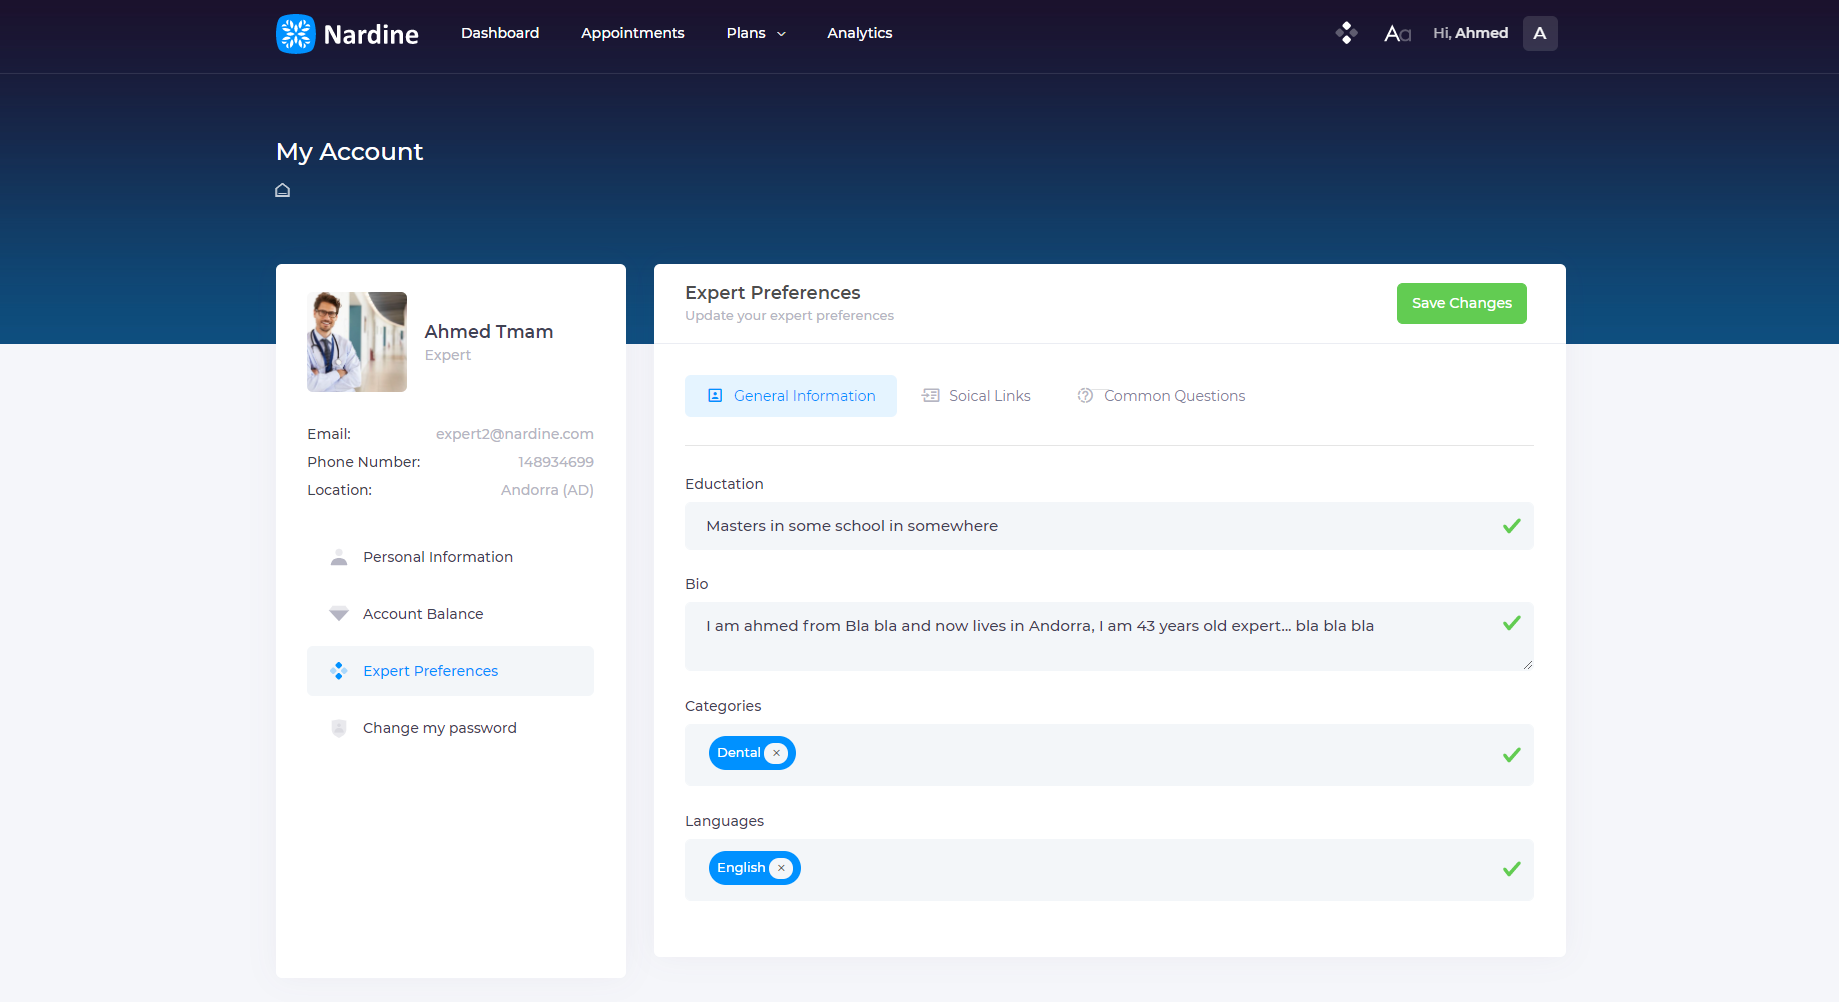 Nardine
Dashboard
Appointments
Plans
Analytics
Aa
Hi, Ahmed
A
My Account
Ahmed Tmam
Expert
Email: expert2@nardine.com
Phone Number: 148934699
Location: Andorra (AD)
Personal Information
Account Balance
Expert Preferences
Change my password
Expert Preferences
Update your expert preferences
Save Changes
General Information
Soical Links
Common Questions
Eductation
Masters in some school in somewhere
Bio
I am ahmed from Bla bla and now lives in Andorra, I am 43 years old expert... bla bla bla
Categories
Dental ×
Languages
English ×